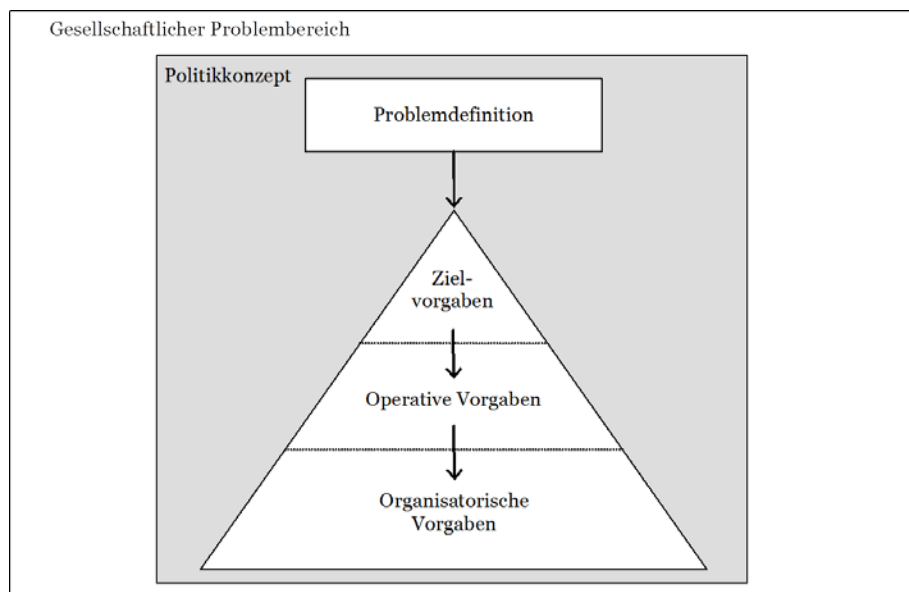 Gesellschaftlicher Problembereich
Politikkonzept
Problemdefinition
Ziel-
vorgaben
Operative Vorgaben
Organisatorische
Vorgaben